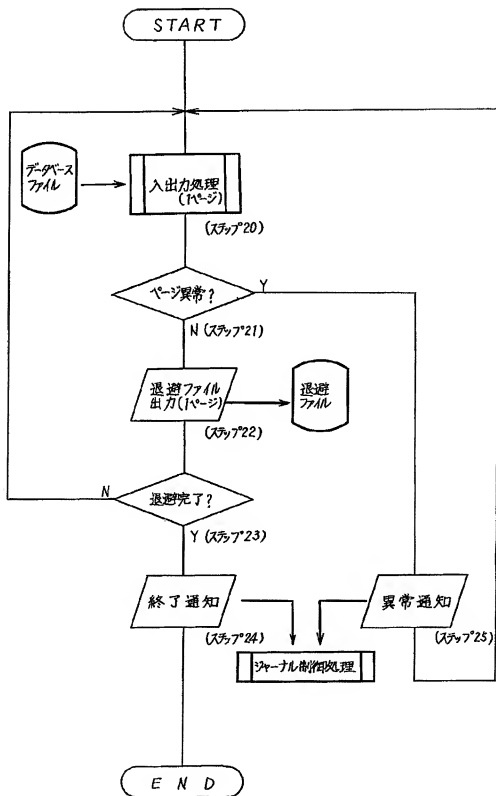 START
データベース
ファイル
入出力処理
(1ページ)
(ステップ20)
ページ異常?
Y
N (ステップ21)
退避ファイル
出力(1ページ)
退避
ファイル
(ステップ22)
N
退避完了?
Y (ステップ23)
終了通知
異常通知
(ステップ24)
(ステップ25)
ジャーナル制御処理
END